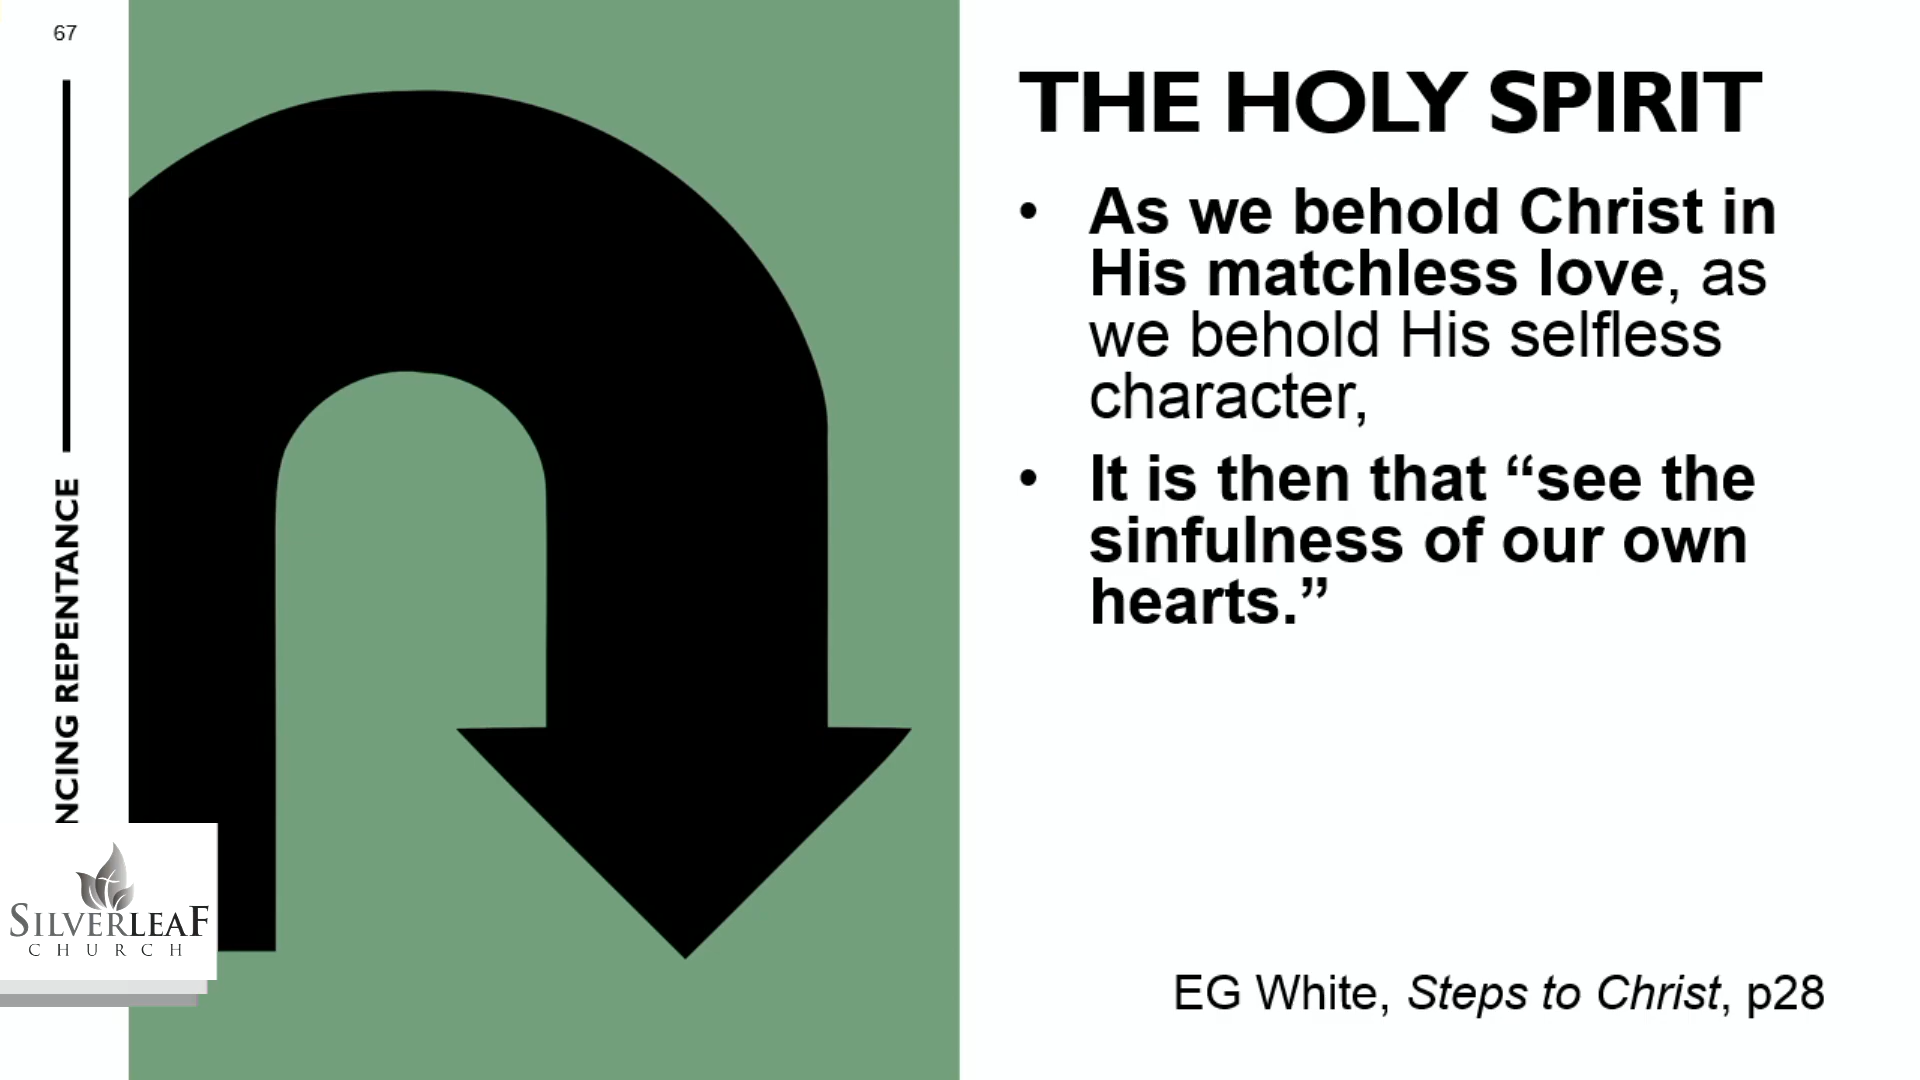 67
NCING REPENTANCE
THE HOLY SPIRIT
• As we behold Christ in
His matchless love, as
we behold His selfless
character,
• It is then that “see the
sinfulness of our own
hearts.”
EG White, Steps to Christ, p28
SILVERLEAF
CHURCH